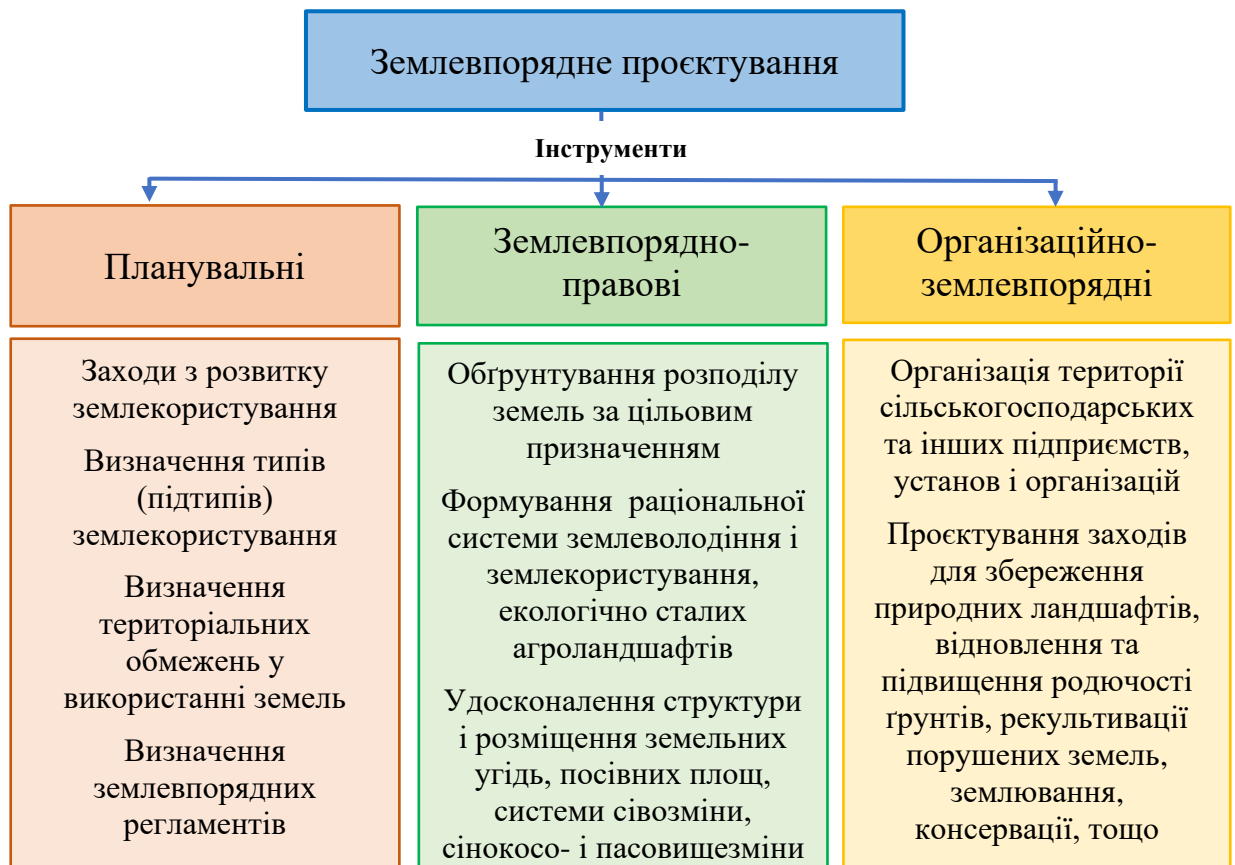 Землевпорядне проєктування
Інструменти
Планувальні
Заходи з розвитку
землекористування
Визначення типів
(підтипів)
землекористування
Визначення
територіальних
обмежень у
використанні земель
Визначення
землевпорядних
регламентів
Землевпорядно-
правові
Обґрунтування розподілу
земель за цільовим
призначенням
Формування раціональної
системи землеволодіння і
землекористування,
екологічно сталих
агроландшафтів
Удосконалення структури
і розміщення земельних
угідь, посівних площ,
системи сівозміни,
сінокосо- і пасовищезміни
Організаційно-
землевпорядні
Організація території
сільськогосподарських
та інших підприємств,
установ і організацій
Проєктування заходів
для збереження
природних ландшафтів,
відновлення та
підвищення родючості
ґрунтів, рекультивації
порушених земель,
землювання,
консервації, тощо